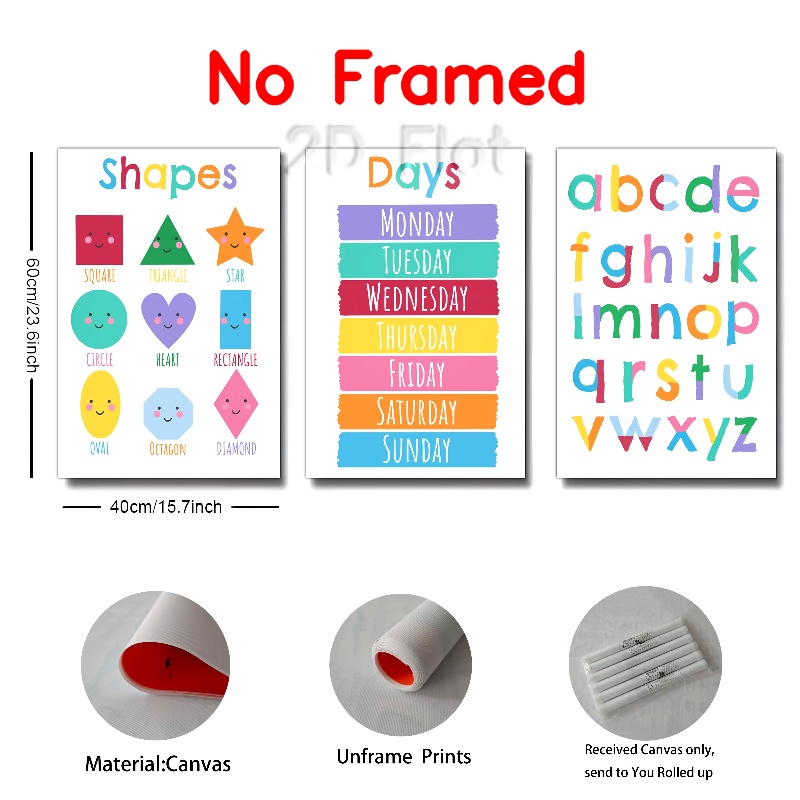 No Framed
2D Flat
60cm/23.6inch
Shapes
SQUARE TRIANGLE STAR
CIRCLE HEART RECTANGLE
OVAL OCTAGON DIAMOND
40cm/15.7inch
Days
MONDAY
TUESDAY
WEDNESDAY
THURSDAY
FRIDAY
SATURDAY
SUNDAY
abcde
fghijk
lmnop
qrstu
vwxyz
Material:Canvas
Unframe Prints
Received Canvas only,
send to You Rolled up